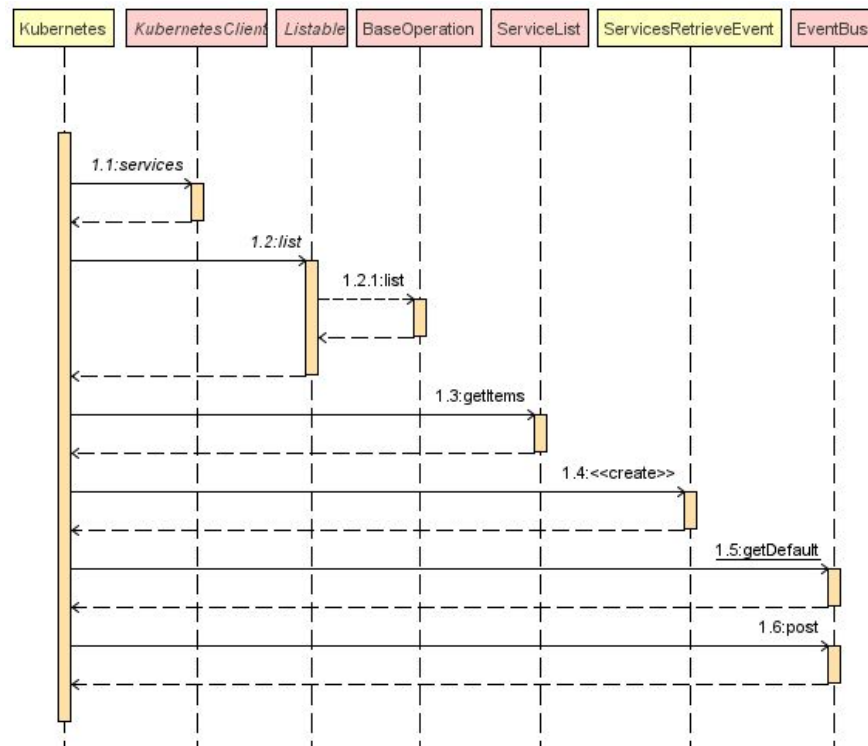 Kubernetes
KubernetesClient
Listable
BaseOperation
ServiceList
ServicesRetrieveEvent
EventBus
1.1:services
1.2:list
1.2.1:list
1.3:getItems
1.4:<<create>>
1.5:getDefault
1.6:post